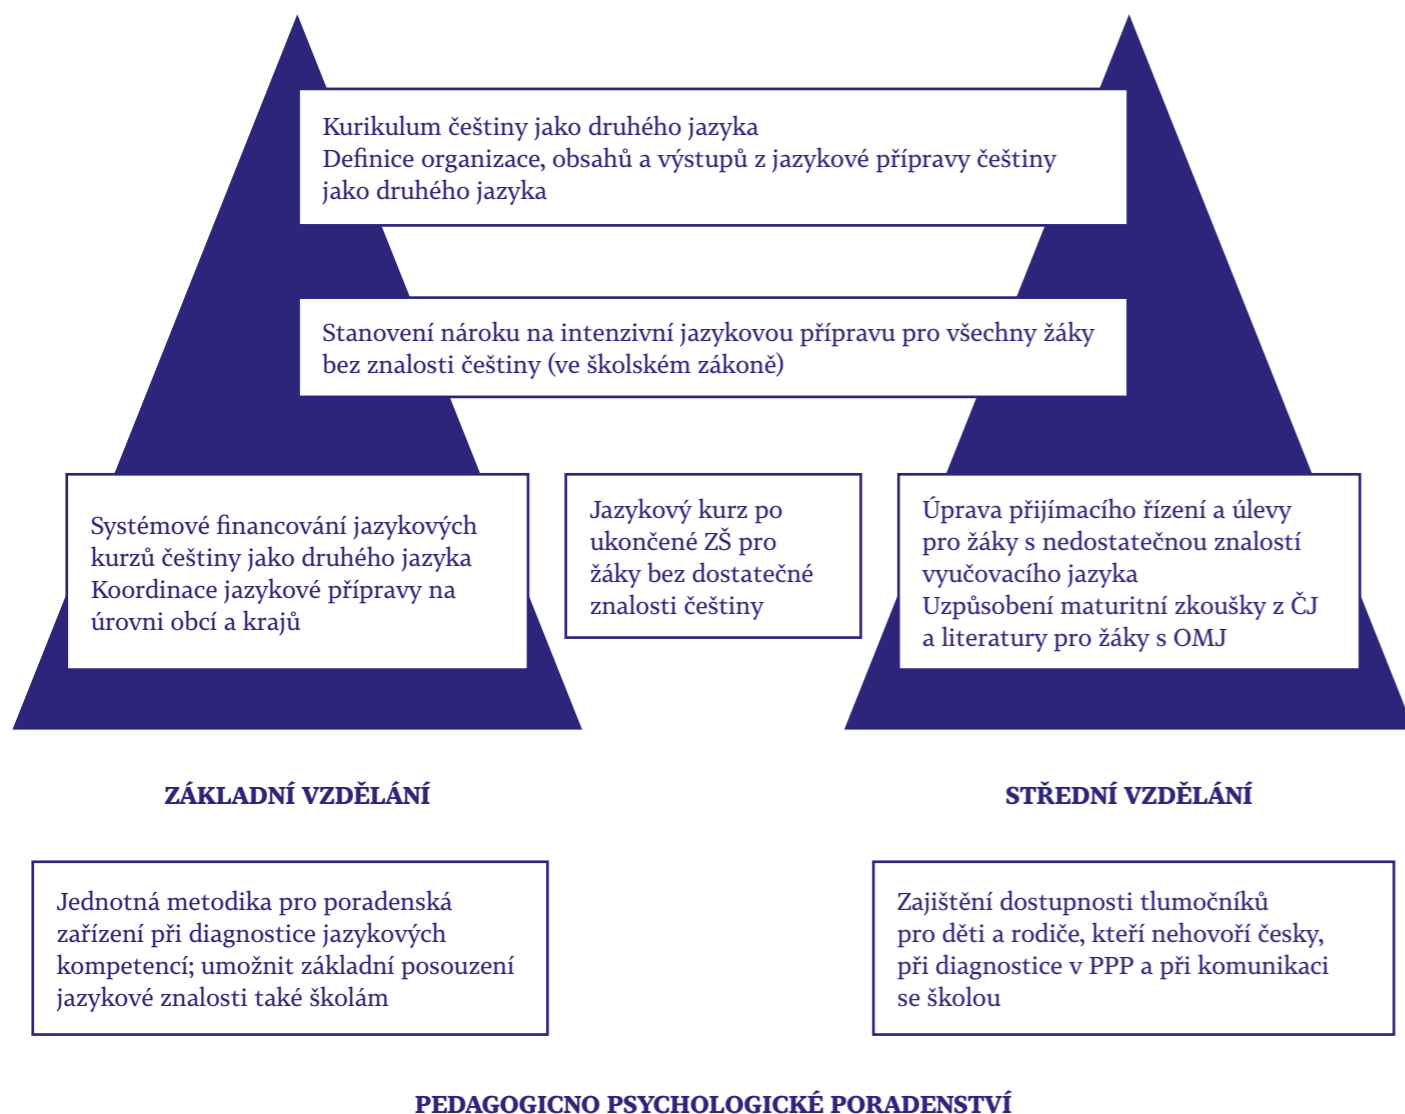 Kurikulum češtiny jako druhého jazyka
Definice organizace, obsahů a výstupů z jazykové přípravy češtiny
jako druhého jazyka
Stanovení nároku na intenzivní jazykovou přípravu pro všechny žáky
bez znalosti češtiny (ve školském zákoně)
Systémové financování jazykových
kurzů češtiny jako druhého jazyka
Koordinace jazykové přípravy na
úrovni obcí a krajů
Jazykový kurz po
ukončené ZŠ pro
žáky bez dostatečné
znalosti češtiny
Úprava přijímacího řízení a úlevy
pro žáky s nedostatečnou znalostí
vyučovacího jazyka
Uzpůsobení maturitní zkoušky z ČJ
a literatury pro žáky s OMJ
ZÁKLADNÍ VZDĚLÁNÍ
STŘEDNÍ VZDĚLÁNÍ
Jednotná metodika pro poradenská
zařízení při diagnostice jazykových
kompetencí; umožnit základní posouzení
jazykové znalosti také školám
Zajištění dostupnosti tlumočníků
pro děti a rodiče, kteří nehovoří česky,
při diagnostice v PPP a při komunikaci
se školou
PEDAGOGICNO PSYCHOLOGICKÉ PORADENSTVÍ